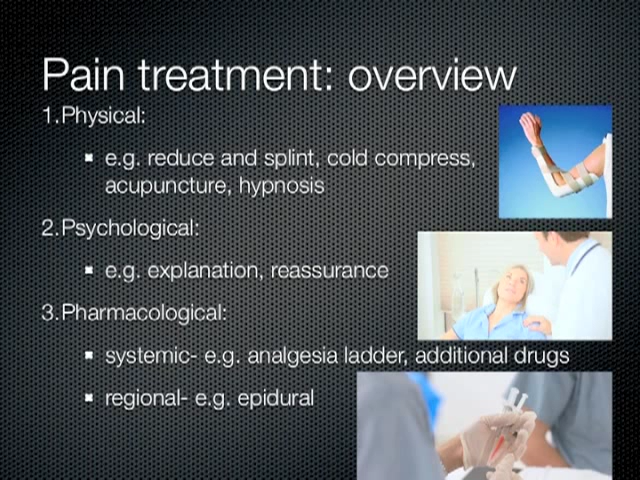 Pain treatment: overview
1.Physical:
e.g. reduce and splint, cold compress,
acupuncture, hypnosis
2.Psychological:
e.g. explanation, reassurance
3.Pharmacological:
systemic- e.g. analgesia ladder, additional drugs
regional- e.g. epidural